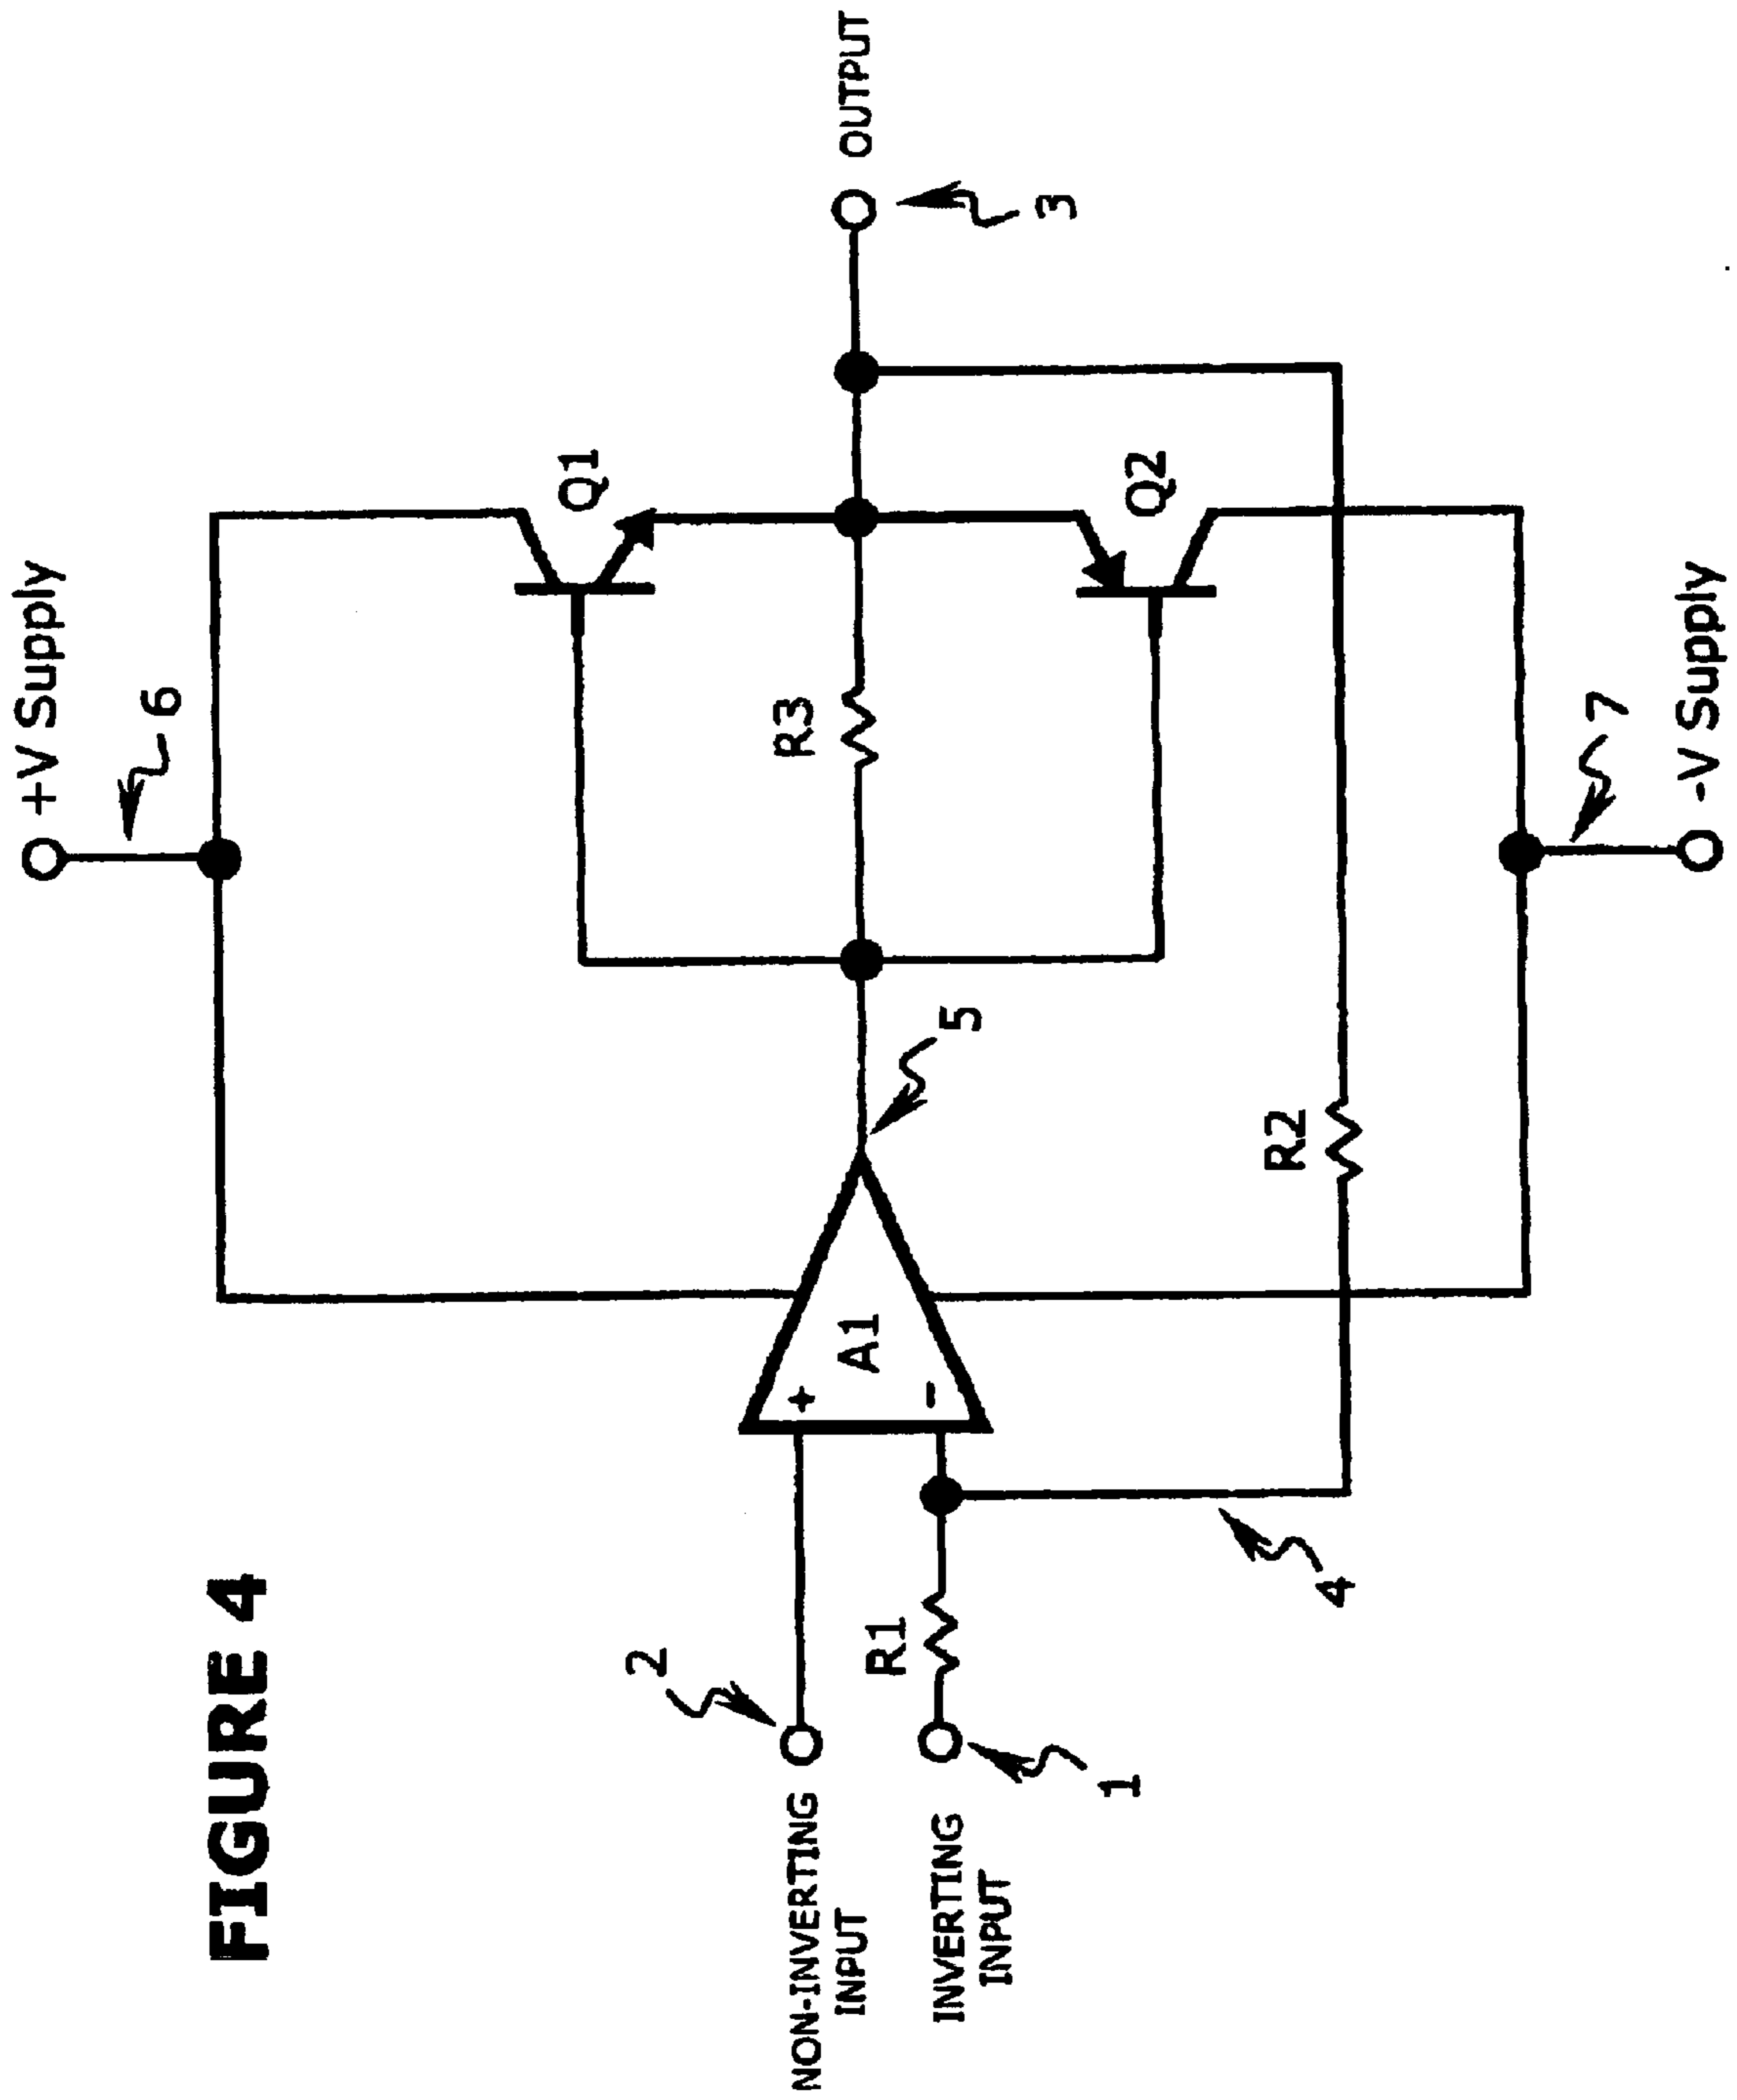 FIGURE 4
+V Supply
6
Q1
2
NON-INVERTING
INPUT
+
A1
-
R1
INVERTING
INPUT
1
5
R3
OUTPUT
3
Q2
R2
4
7
-V Supply